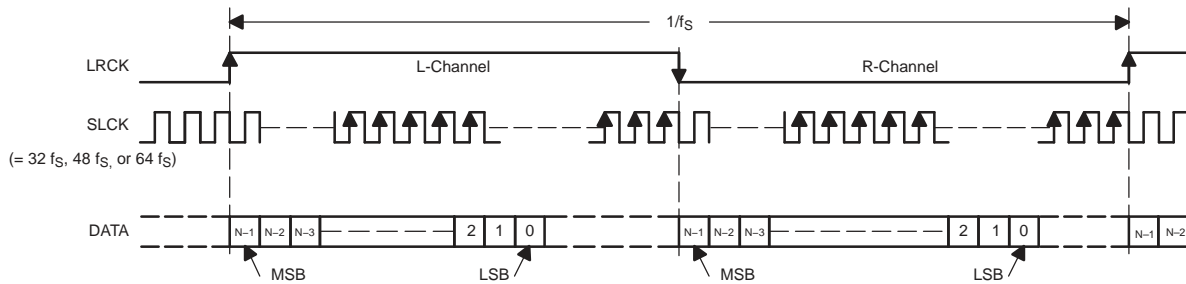 1/fS
LRCK
L-Channel
R-Channel
SLCK
(= 32 fS, 48 fS, or 64 fS)
DATA
N–1 N–2 N–3 2 1 0 N–1 N–2 N–3 2 1 0 N–1 N–2
MSB LSB MSB LSB